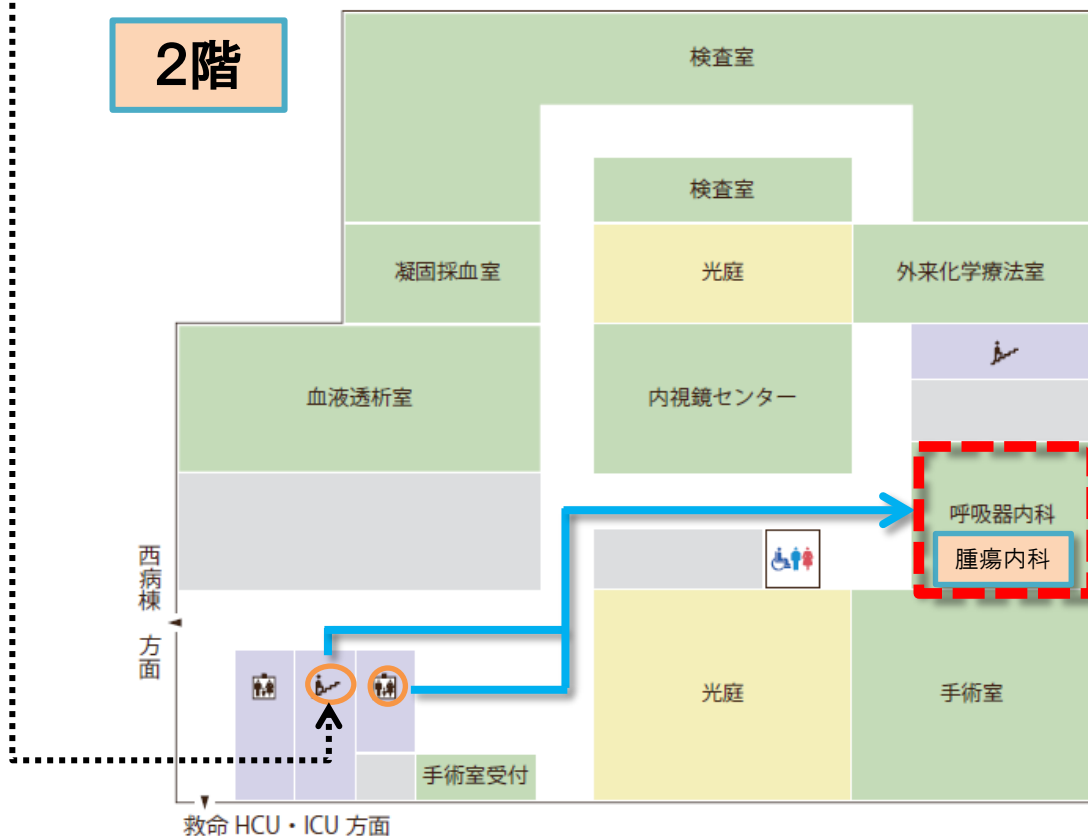 2階
検査室
検査室
凝固採血室
光庭
外来化学療法室
血液透析室
内視鏡センター
呼吸器内科
腫瘍内科
西病棟
方面
光庭
手術室
手術室受付
救命 HCU・ICU 方面